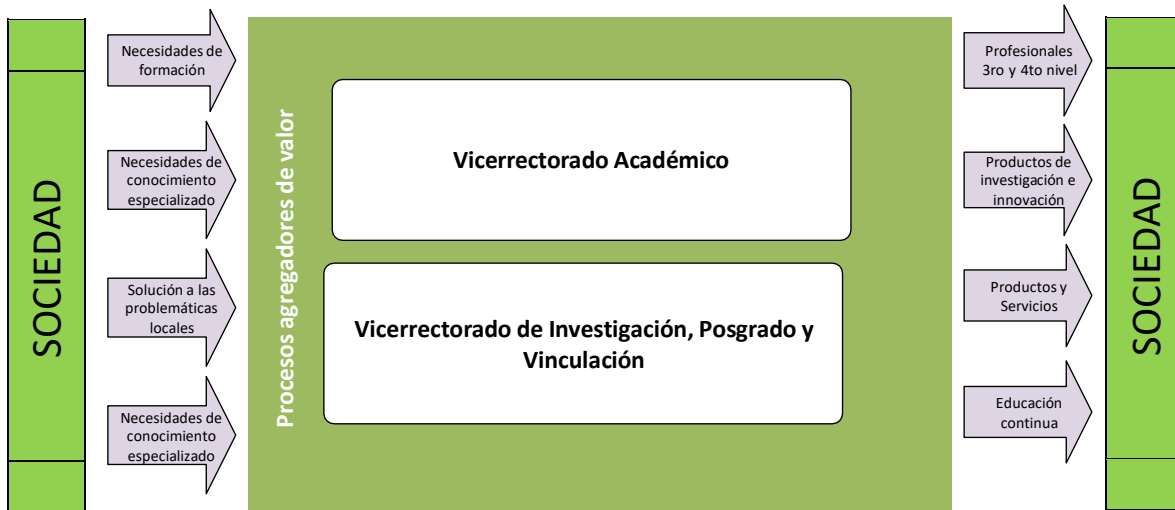 SOCIEDAD
Necesidades de
formación
Necesidades de
conocimiento
especializado
Solución a las
problemáticas
locales
Necesidades de
conocimiento
especializado
Procesos agregadores de valor
Vicerrectorado Académico
Vicerrectorado de Investigación, Posgrado y
Vinculación
Profesionales
3ro y 4to nivel
Productos de
investigación e
innovación
Productos y
Servicios
Educación
continua
SOCIEDAD